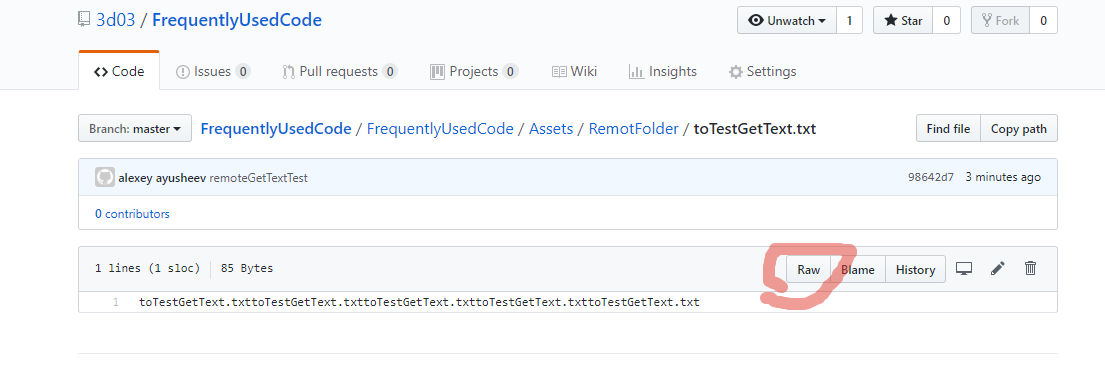 3d03 / FrequentlyUsedCode Unwatch 1 Star 0 Fork 0
Code Issues 0 Pull requests 0 Projects 0 Wiki Insights Settings
Branch: master FrequentlyUsedCode / FrequentlyUsedCode / Assets / RemotFolder / toTestGetText.txt Find file Copy path
alexey ayusheev remoteGetTextTest 98642d7 3 minutes ago
0 contributors
1 lines (1 sloc) 85 Bytes Raw Blame History
1 toTestGetText.txttoTestGetText.txttoTestGetText.txttoTestGetText.txttoTestGetText.txt